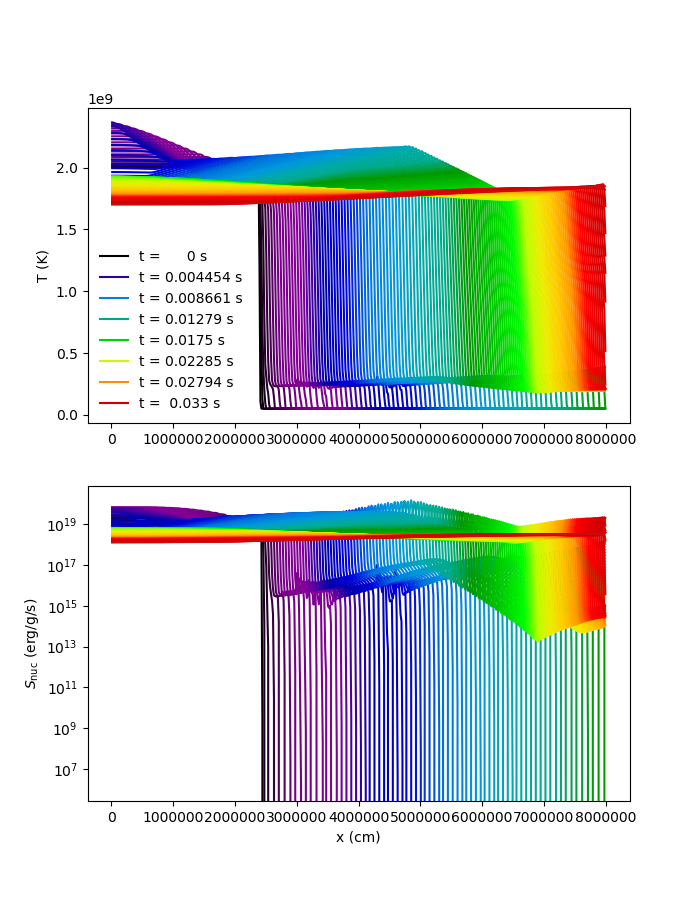 1e9
2.0
1.5
1.0
0.5
0.0
T (K)
t = 0 s
t = 0.004454 s
t = 0.008661 s
t = 0.01279 s
t = 0.0175 s
t = 0.02285 s
t = 0.02794 s
t = 0.033 s
0 1000000 2000000 3000000 4000000 5000000 6000000 7000000 8000000
10^19
10^17
10^15
10^13
10^11
10^9
10^7
S_nuc (erg/g/s)
0 1000000 2000000 3000000 4000000 5000000 6000000 7000000 8000000
x (cm)